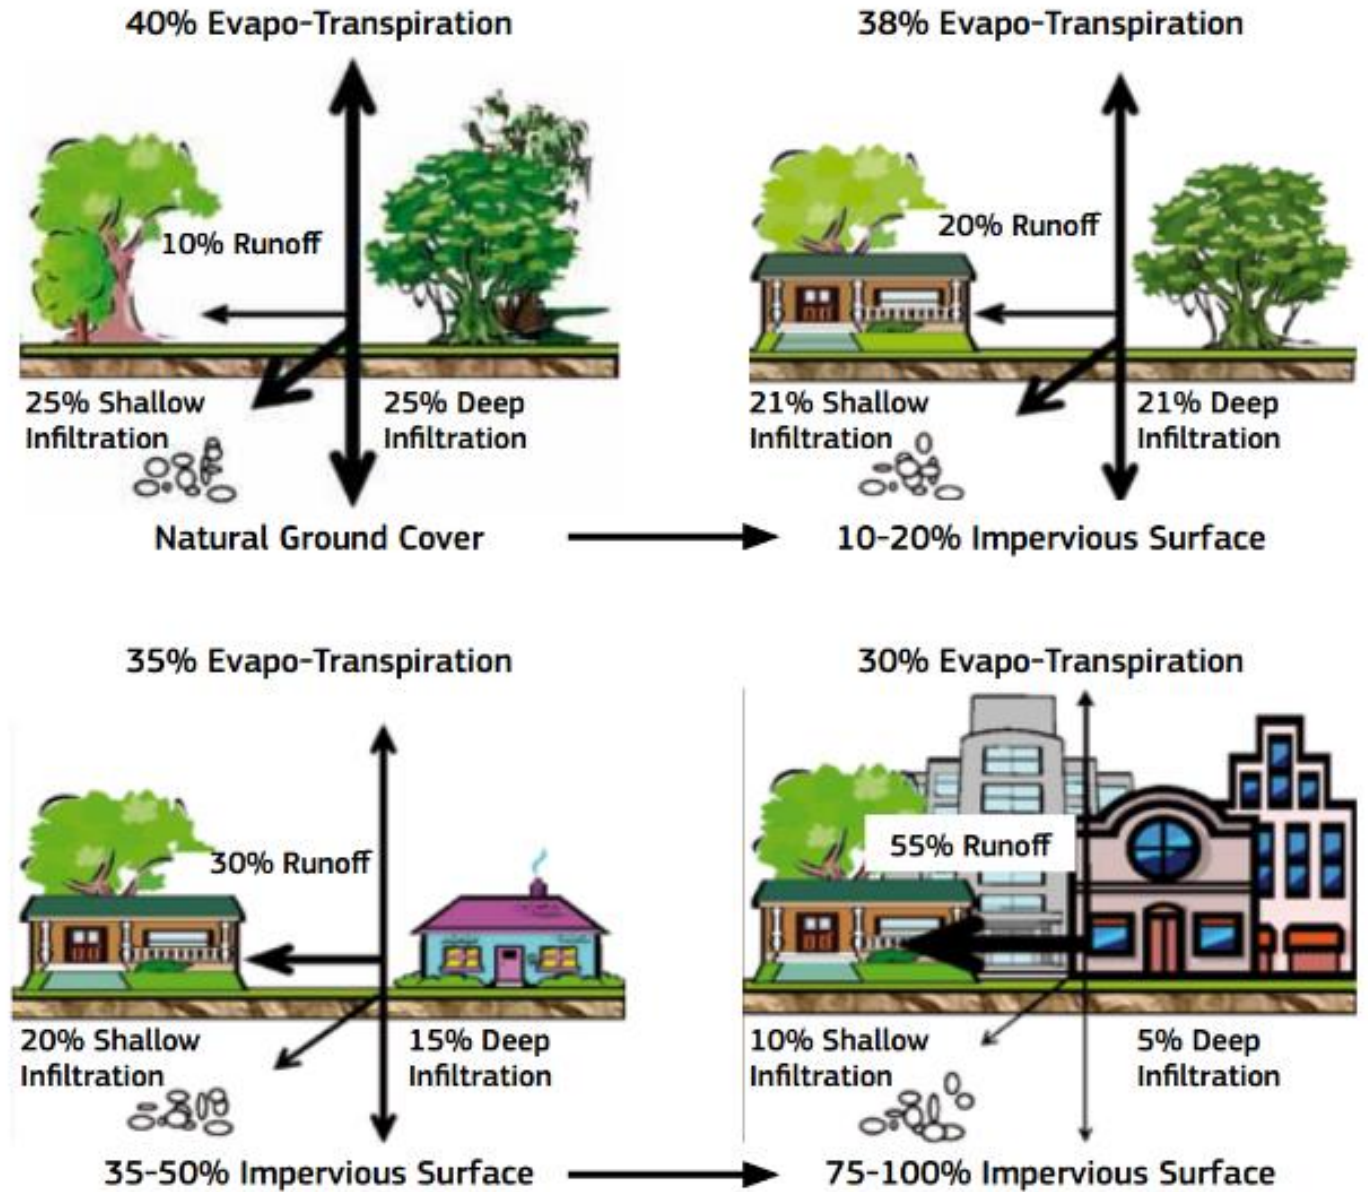 40% Evapo-Transpiration
10% Runoff
25% Shallow
Infiltration
25% Deep
Infiltration
Natural Ground Cover
38% Evapo-Transpiration
20% Runoff
21% Shallow
Infiltration
21% Deep
Infiltration
10-20% Impervious Surface
35% Evapo-Transpiration
30% Runoff
20% Shallow
Infiltration
15% Deep
Infiltration
35-50% Impervious Surface
30% Evapo-Transpiration
55% Runoff
10% Shallow
Infiltration
5% Deep
Infiltration
75-100% Impervious Surface